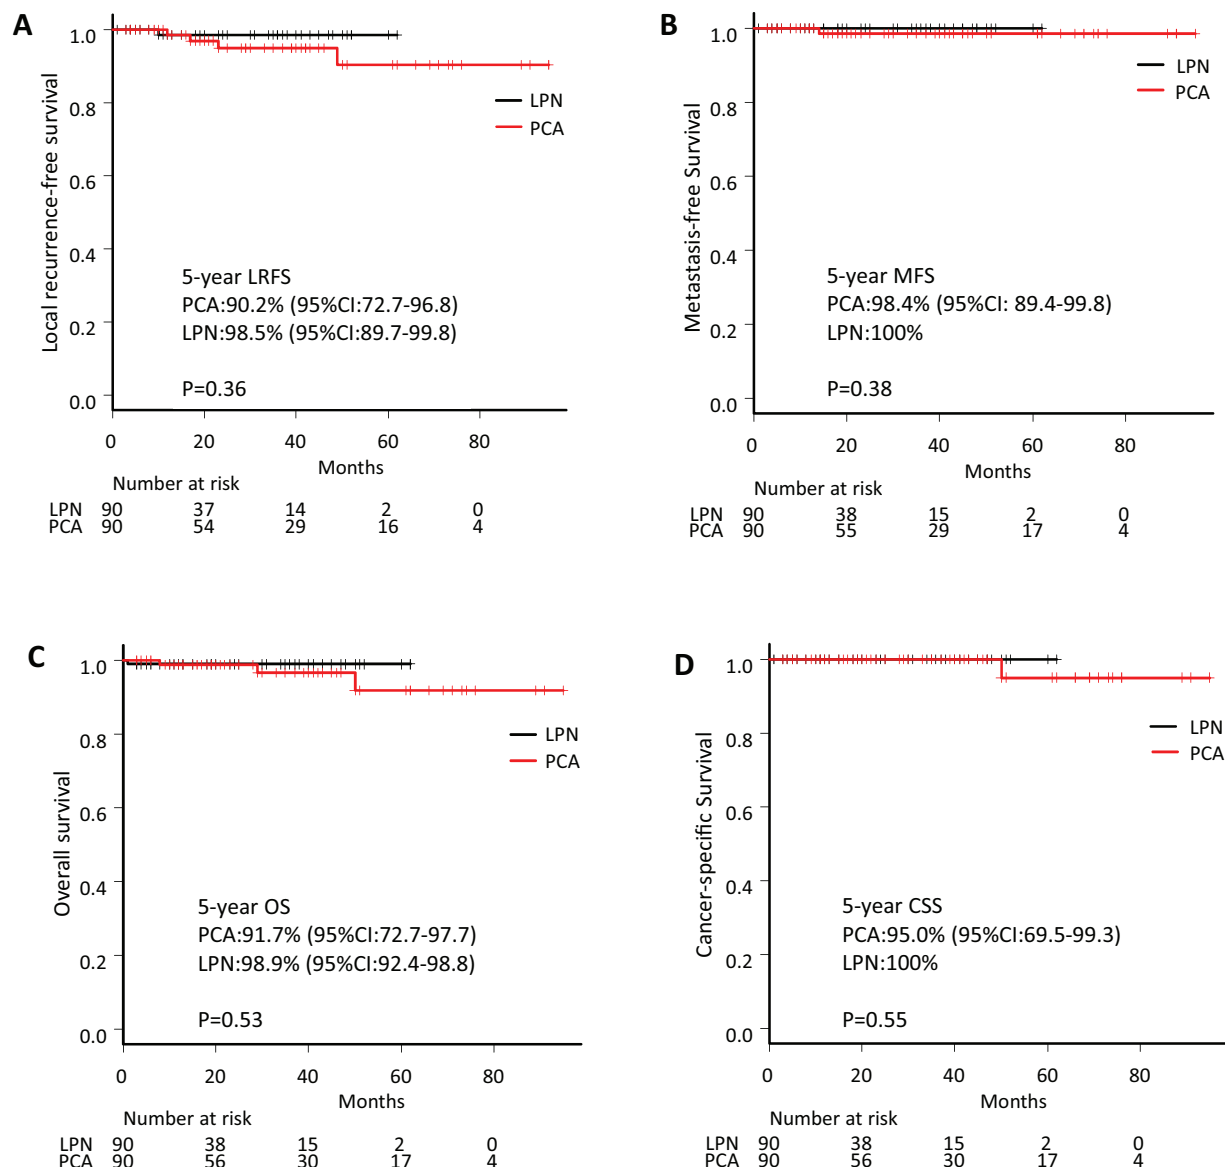 A
Local recurrence-free survival
1.0
0.8
0.6
0.4
0.2
0.0
LPN
PCA
5-year LRFS
PCA:90.2% (95%CI:72.7-96.8)
LPN:98.5% (95%CI:89.7-99.8)
P=0.36
0 20 40 60 80
Months
Number at risk
LPN 90 37 14 2 0
PCA 90 54 29 16 4
B
Metastasis-free Survival
1.0
0.8
0.6
0.4
0.2
0.0
LPN
PCA
5-year MFS
PCA:98.4% (95%CI: 89.4-99.8)
LPN:100%
P=0.38
0 20 40 60 80
Months
Number at risk
LPN 90 38 15 2 0
PCA 90 55 29 17 4
C
Overall survival
1.0
0.8
0.6
0.4
0.2
0.0
LPN
PCA
5-year OS
PCA:91.7% (95%CI:72.7-97.7)
LPN:98.9% (95%CI:92.4-98.8)
P=0.53
0 20 40 60 80
Months
Number at risk
LPN 90 38 15 2 0
PCA 90 56 30 17 4
D
Cancer-specific Survival
1.0
0.8
0.6
0.4
0.2
0.0
LPN
PCA
5-year CSS
PCA:95.0% (95%CI:69.5-99.3)
LPN:100%
P=0.55
0 20 40 60 80
Months
Number at risk
LPN 90 38 15 2 0
PCA 90 56 30 17 4